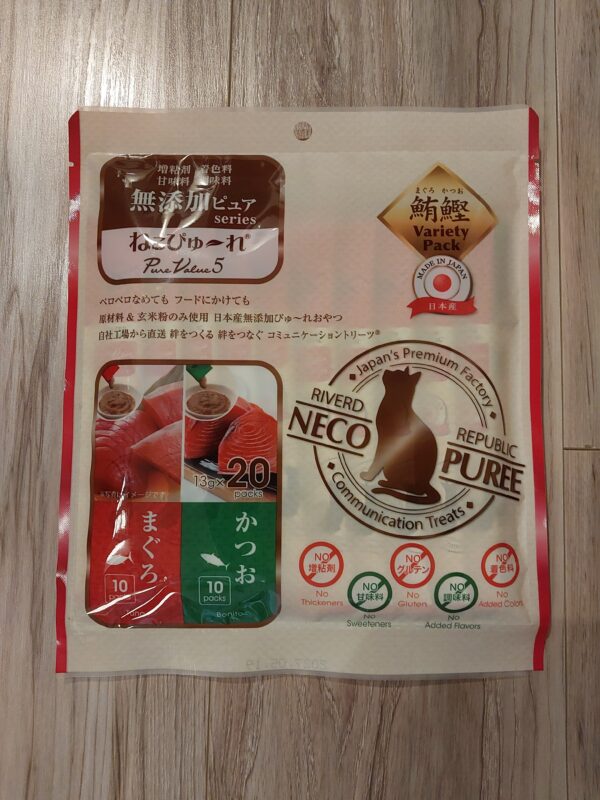 増粘剤 着色料
甘味料 調味料
無添加ピュア
series
ねこぴゅ〜れ®
Pure Value5
まぐろ かつお
鮪鰹
Variety
Pack
MADE IN JAPAN
日本産
ペロペロなめても フードにかけても
原材料&玄米粉のみ使用 日本産無添加ぴゅ〜れおやつ
自社工場から直送 絆をつくる 絆をつなぐ コミュニケーショントリーツ®
Japan's Premium Factory
RIVERD
NECO
REPUBLIC
PUREE
Communication Treats
13g×20
packs
まぐろ
10
packs
かつお
10
packs
Bonito
NO
増粘剤
No
Thickeners
NO
甘味料
No
Sweeteners
NO
グルテン
No
Gluten
NO
調味料
No
Added Flavors
NO
着色料
No
Added Colors